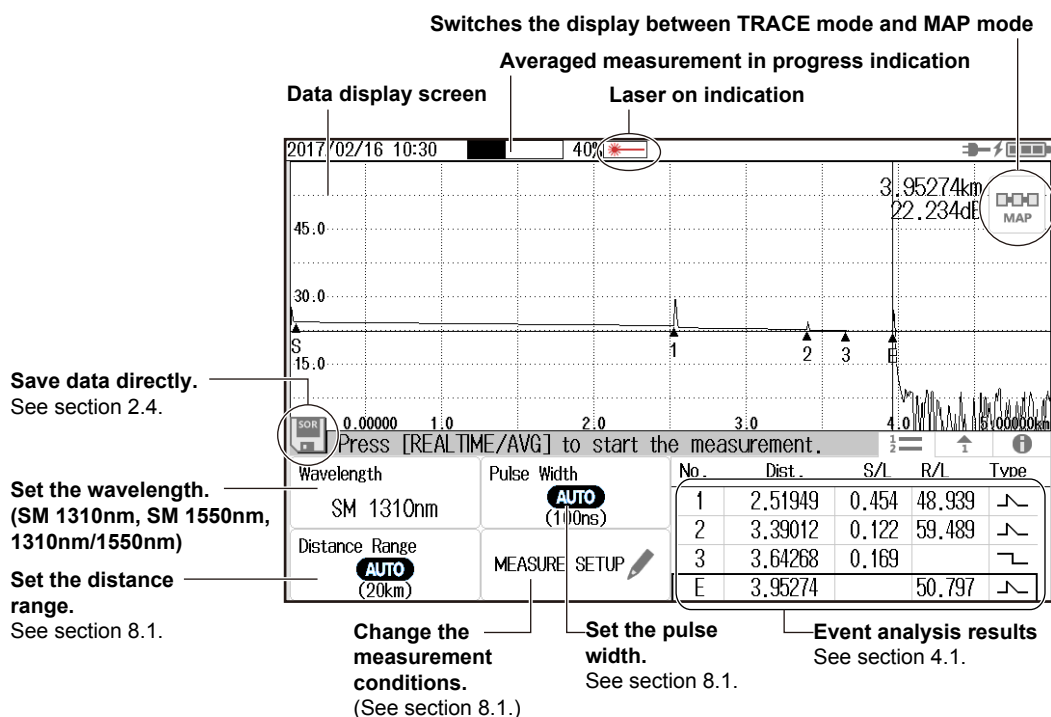 Switches the display between TRACE mode and MAP mode
Averaged measurement in progress indication
Data display screen
Laser on indication
2017/02/16 10:30
40%
3.95274km
22.234dB
MAP
45.0
30.0
15.0
S
1
2
3
E
0.00000
1.0
2.0
3.0
4.0
5.00000km
SOR
Press [REALTIME/AVG] to start the measurement.
Save data directly.
See section 2.4.
Wavelength
SM 1310nm
Pulse Width
AUTO
(100ns)
Distance Range
AUTO
(20km)
MEASURE SETUP
No. Dist. S/L R/L Type
1 2.51949 0.454 48.939
2 3.39012 0.122 59.489
3 3.64268 0.169
E 3.95274 50.797
Set the wavelength.
(SM 1310nm, SM 1550nm,
1310nm/1550nm)
Set the distance
range.
See section 8.1.
Change the
measurement
conditions.
(See section 8.1.)
Set the pulse
width.
See section 8.1.
Event analysis results
See section 4.1.